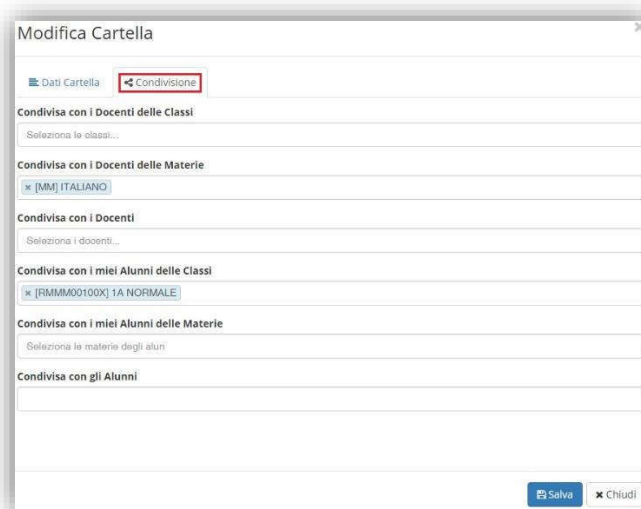 Modifica Cartella
Dati Cartella Condivisione
Condivisa con i Docenti delle Classi
Seleziona le classi...
Condivisa con i Docenti delle Materie
× [MM] ITALIANO
Condivisa con i Docenti
Seleziona i docenti...
Condivisa con i miei Alunni delle Classi
× [RMMM00100X] 1A NORMALE
Condivisa con i miei Alunni delle Materie
Seleziona le materie degli alun
Condivisa con gli Alunni
Salva × Chiudi